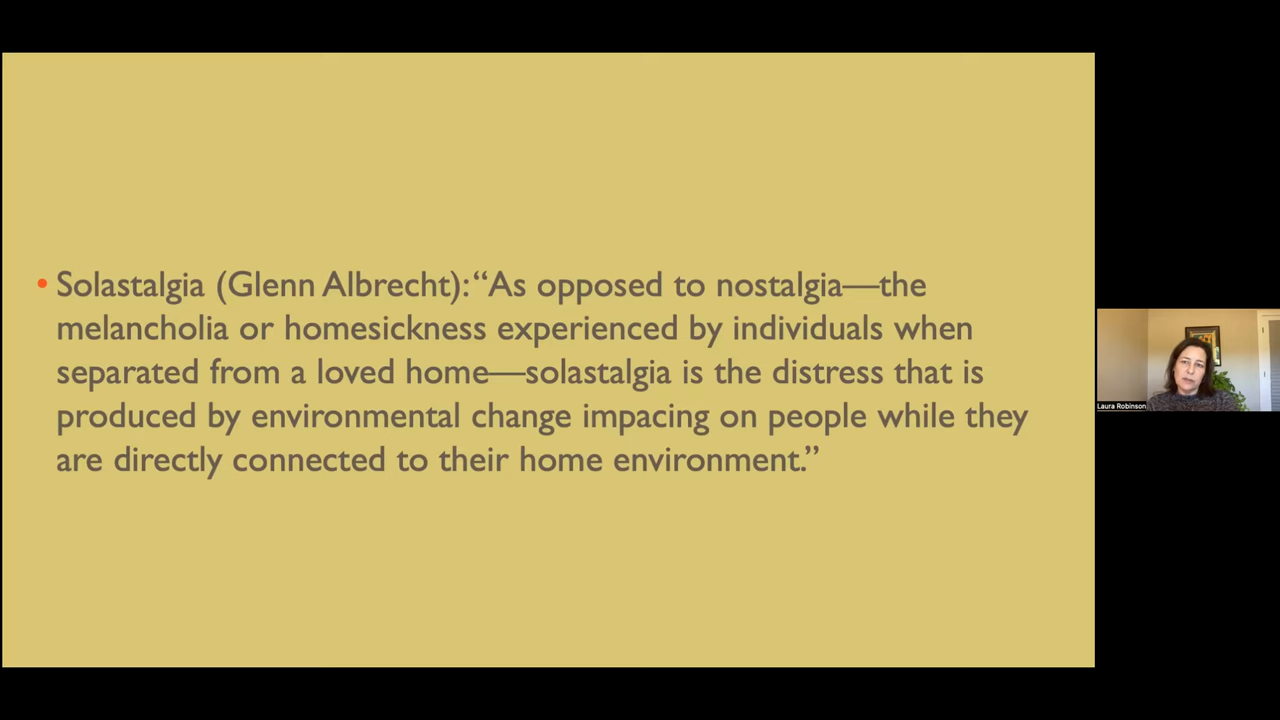 • Solastalgia (Glenn Albrecht): “As opposed to nostalgia—the
melancholia or homesickness experienced by individuals when
separated from a loved home—solastalgia is the distress that is
produced by environmental change impacing on people while they
are directly connected to their home environment.”
Laura Robinson